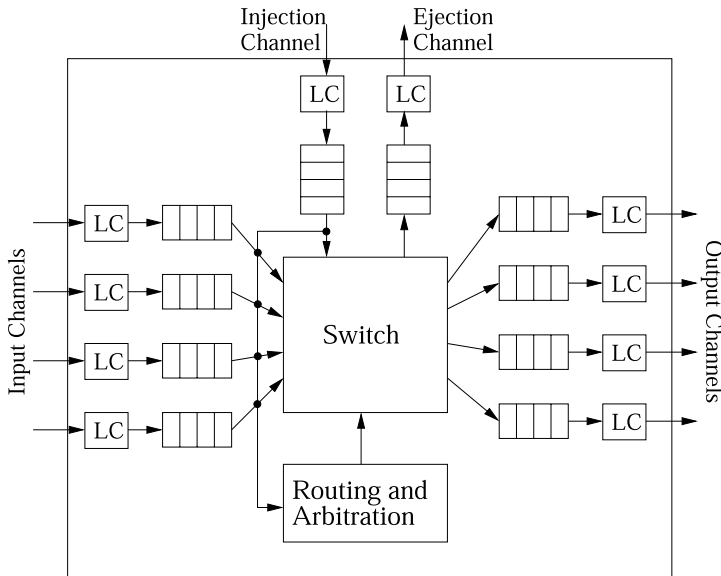 Injection
Channel
Ejection
Channel
LC
LC
LC
LC
LC
LC
LC
LC
LC
LC
Input Channels
Output Channels
Switch
Routing and
Arbitration